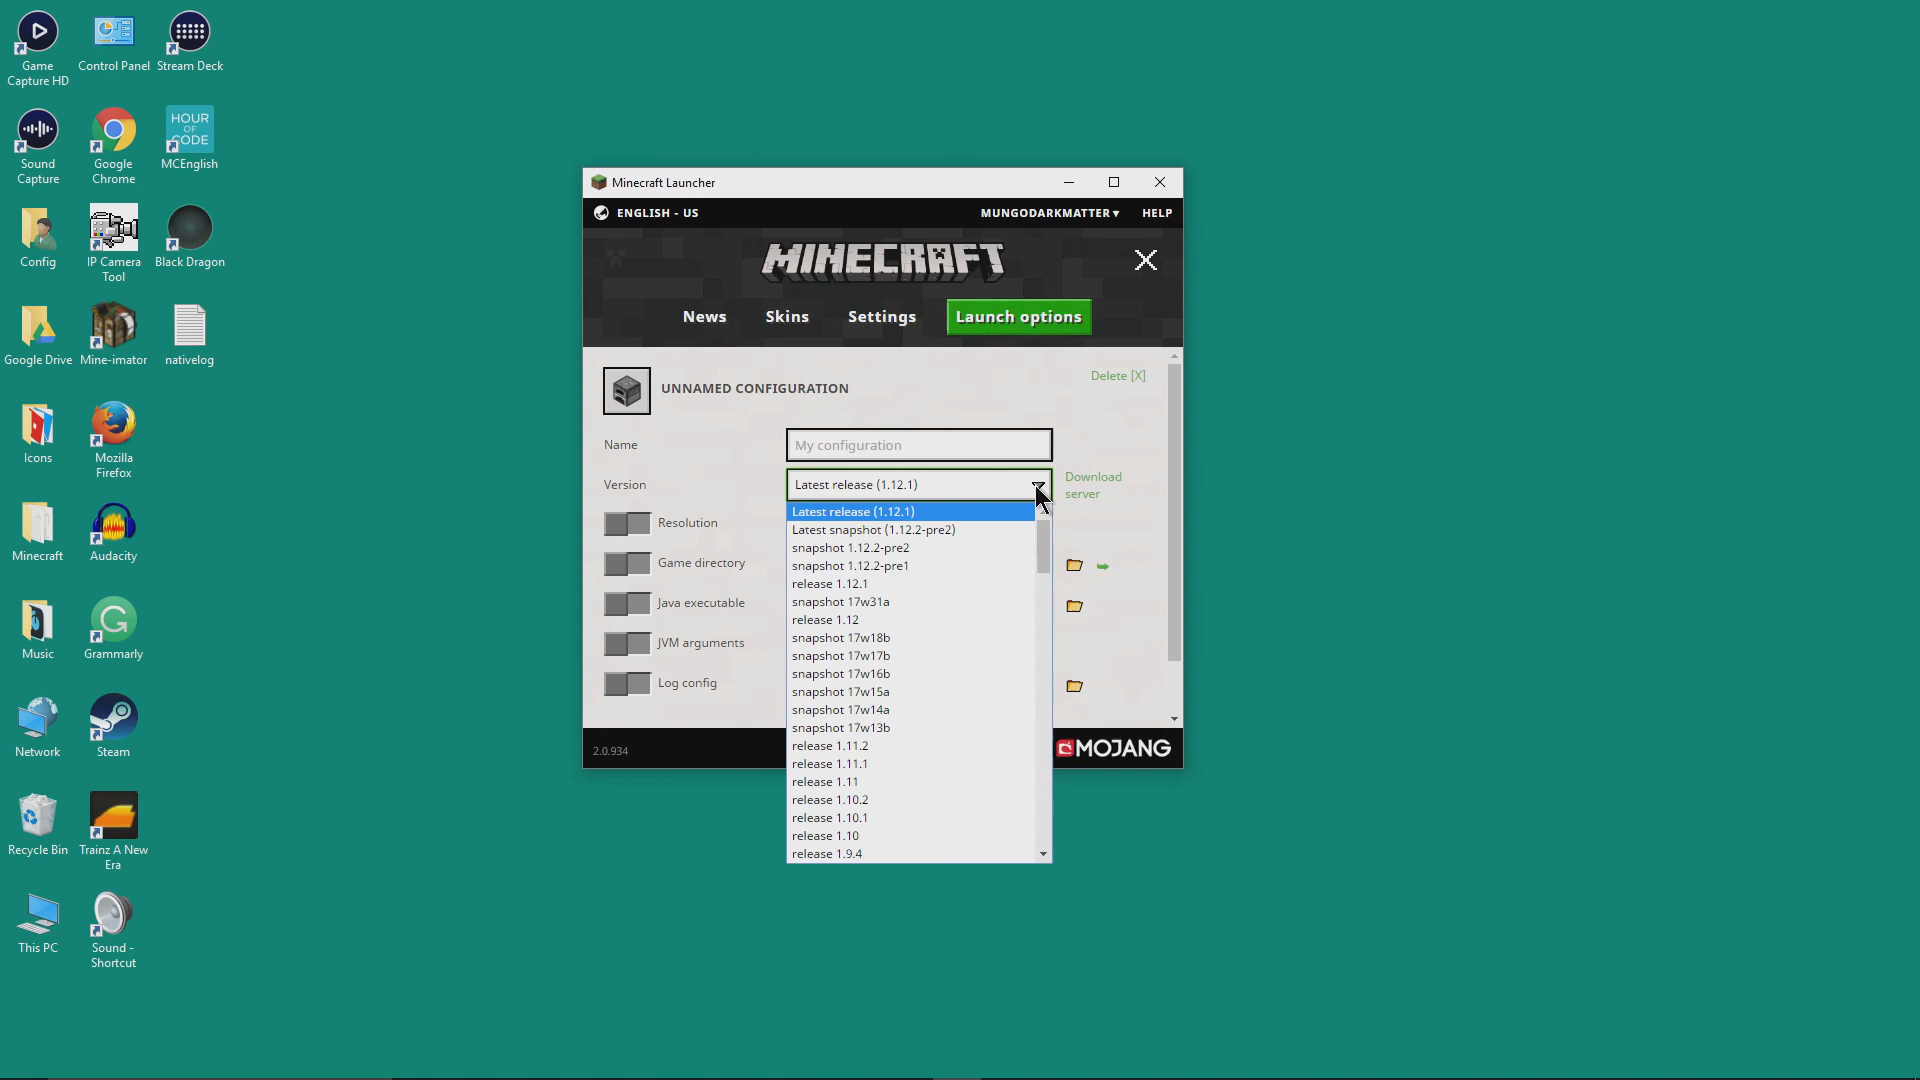 Game
Capture HD
Control Panel
Stream Deck
Sound
Capture
Google
Chrome
HOUR
OF
CODE
MCEnglish
Config
IP Camera
Tool
Black Dragon
Google Drive
Mine-imator
nativelog
Icons
Mozilla
Firefox
Minecraft
Audacity
Music
Grammarly
Network
Steam
Recycle Bin
Trainz A New
Era
This PC
Sound -
Shortcut
Minecraft Launcher
ENGLISH - US
MUNGODARKMATTER▾
HELP
MINECRAFT
News
Skins
Settings
Launch options
UNNAMED CONFIGURATION
Delete [X]
Name
My configuration
Version
Latest release (1.12.1)
Download
server
Resolution
Game directory
Java executable
JVM arguments
Log config
Latest release (1.12.1)
Latest snapshot (1.12.2-pre2)
snapshot 1.12.2-pre2
snapshot 1.12.2-pre1
release 1.12.1
snapshot 17w31a
release 1.12
snapshot 17w18b
snapshot 17w17b
snapshot 17w16b
snapshot 17w15a
snapshot 17w14a
snapshot 17w13b
release 1.11.2
release 1.11.1
release 1.11
release 1.10.2
release 1.10.1
release 1.10
release 1.9.4
2.0.934
MOJANG